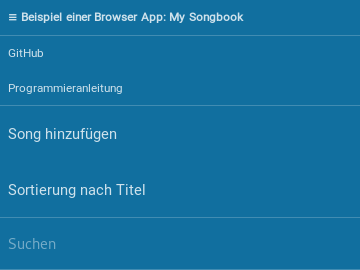 ≡ Beispiel einer Browser App: My Songbook
GitHub
Programmieranleitung
Song hinzufügen
Sortierung nach Titel
Suchen